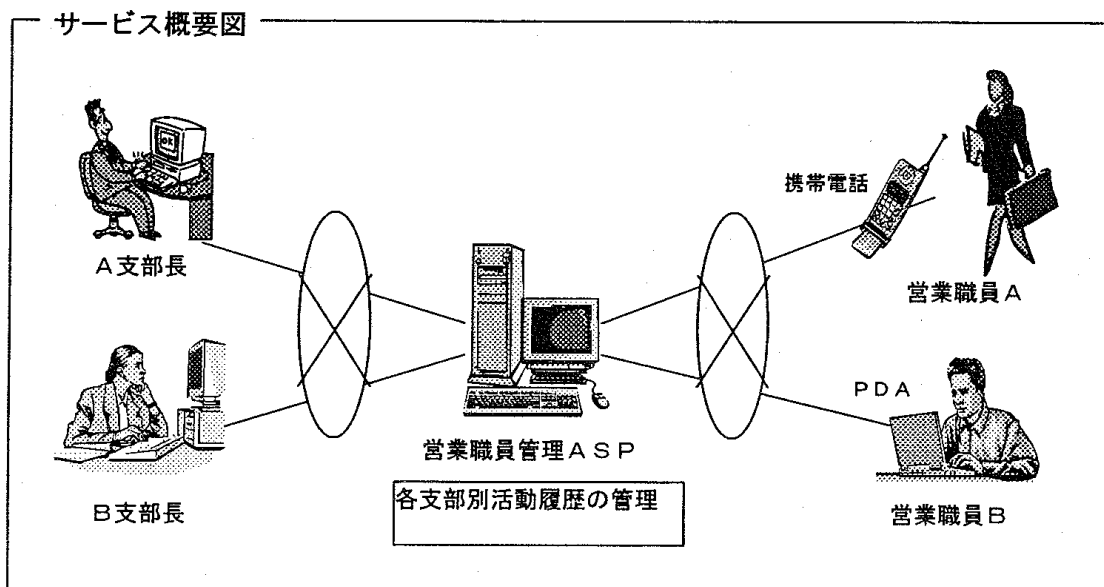 サービス概要図
A支部長
携帯電話
営業職員A
B支部長
営業職員管理ASP
各支部別活動履歴の管理
PDA
営業職員B